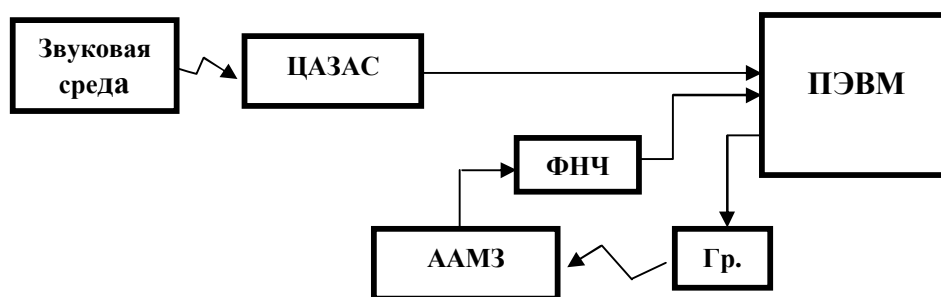 Звуковая
среда
ЦАЗАС
ПЭВМ
ФНЧ
ААМЗ
Гр.